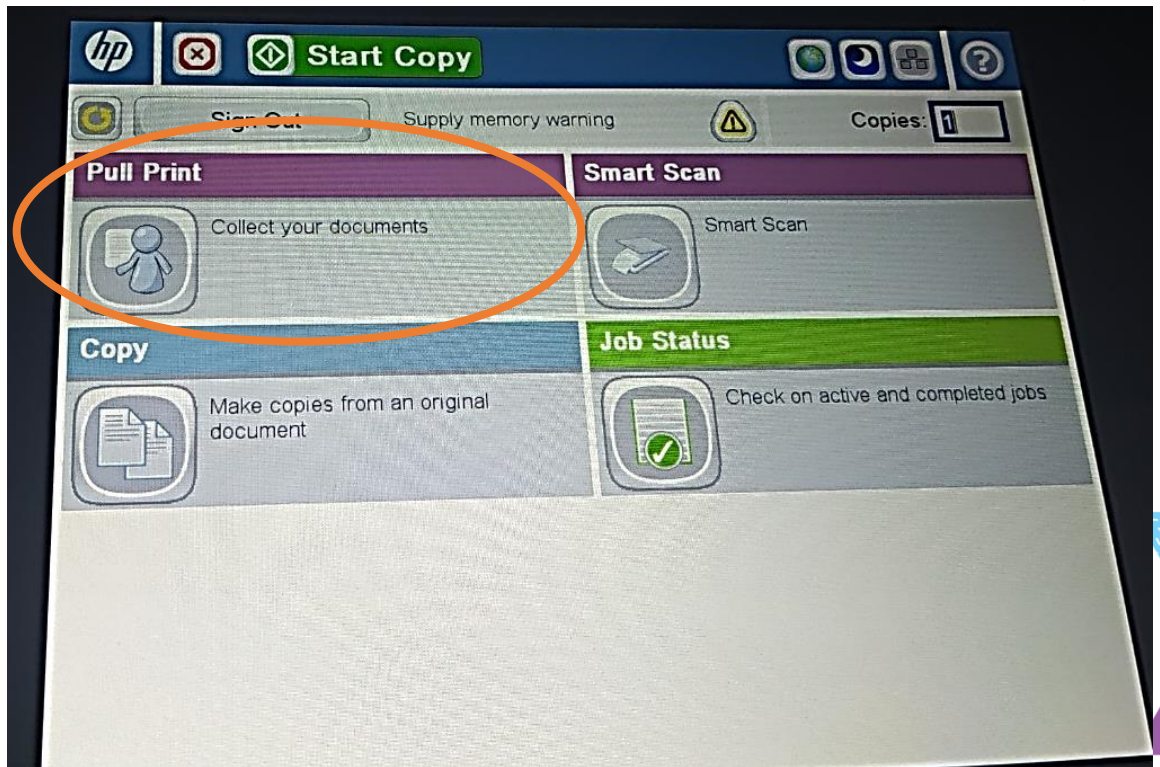 hp
Start Copy
?
Sign Out Supply memory warning Copies: 1
Pull Print
Collect your documents
Smart Scan
Smart Scan
Copy
Make copies from an original
document
Job Status
Check on active and completed jobs